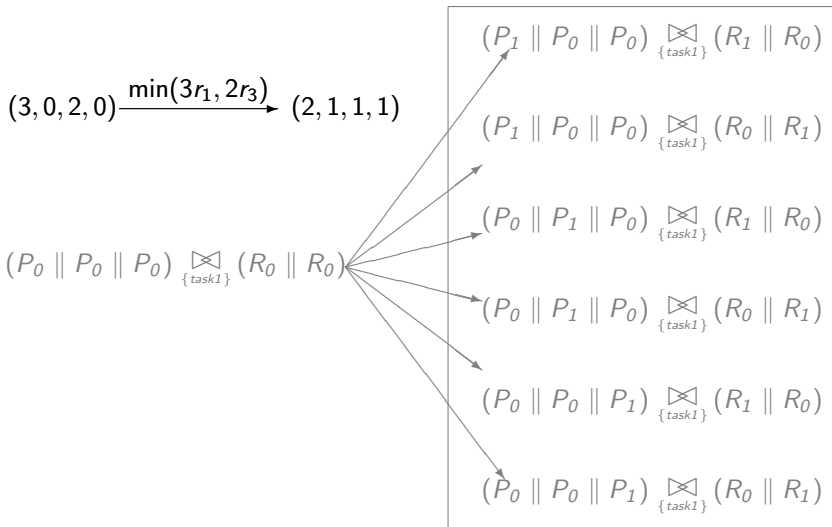 (P₁ ∥ P₀ ∥ P₀) ⋈ {task1} (R₁ ∥ R₀)
min(3r₁, 2r₃)
(3, 0, 2, 0) ⟶ (2, 1, 1, 1)
(P₁ ∥ P₀ ∥ P₀) ⋈ {task1} (R₀ ∥ R₁)
(P₀ ∥ P₁ ∥ P₀) ⋈ {task1} (R₁ ∥ R₀)
(P₀ ∥ P₀ ∥ P₀) ⋈ {task1} (R₀ ∥ R₀)
(P₀ ∥ P₁ ∥ P₀) ⋈ {task1} (R₀ ∥ R₁)
(P₀ ∥ P₀ ∥ P₁) ⋈ {task1} (R₁ ∥ R₀)
(P₀ ∥ P₀ ∥ P₁) ⋈ {task1} (R₀ ∥ R₁)